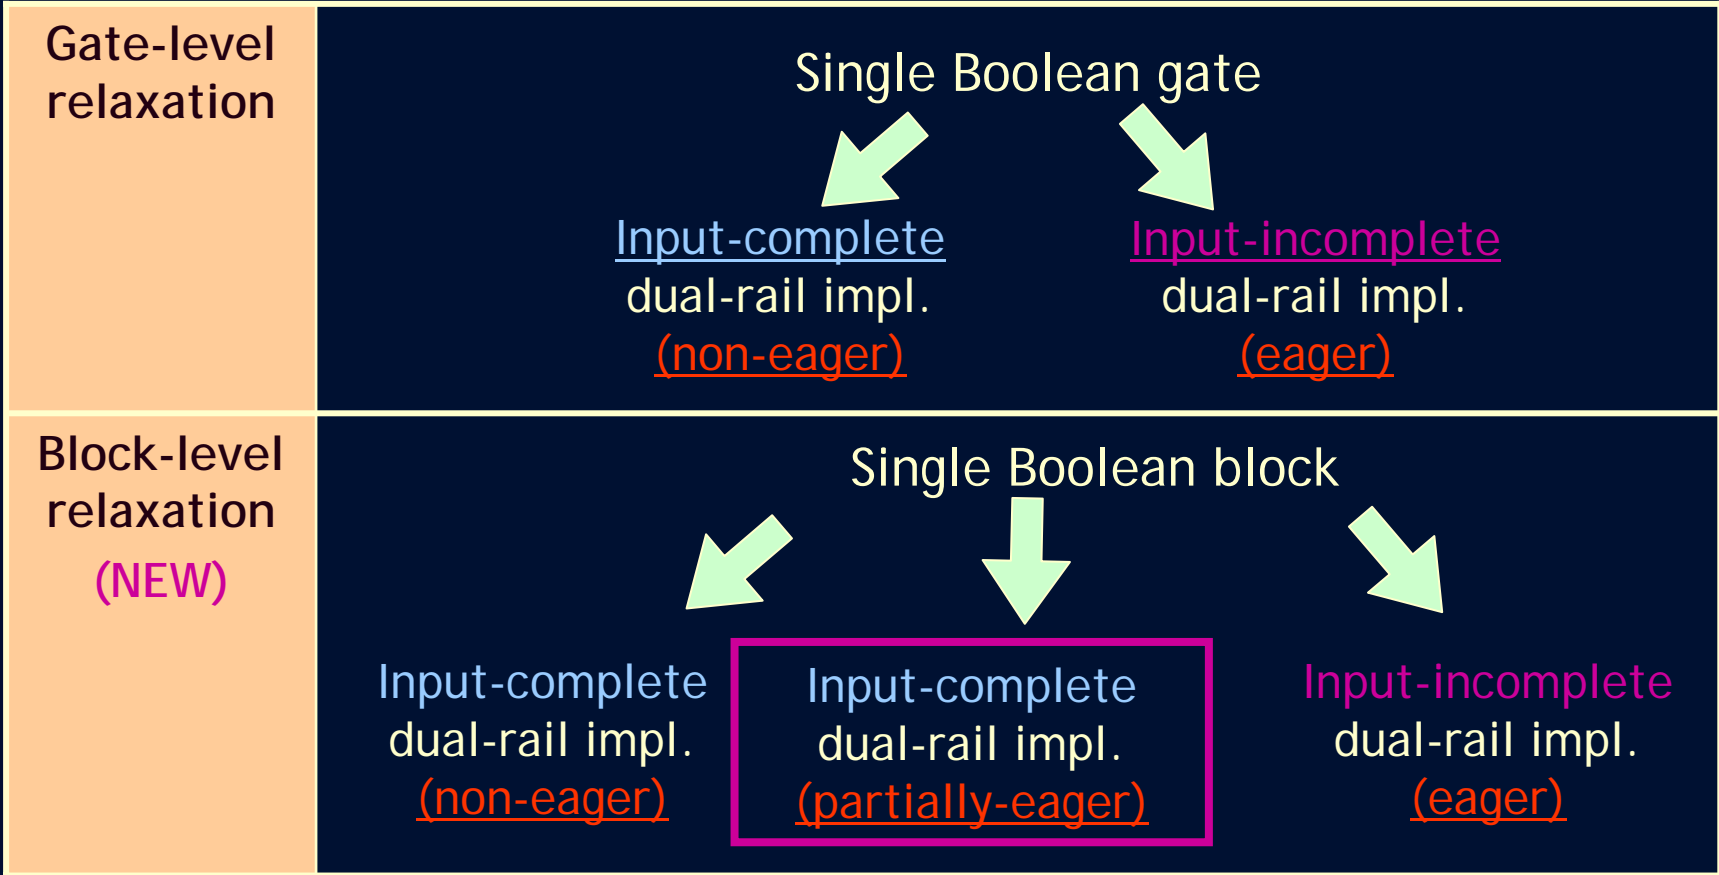 Gate-level
relaxation
Single Boolean gate
Input-complete
dual-rail impl.
(non-eager)
Input-incomplete
dual-rail impl.
(eager)
Block-level
relaxation
(NEW)
Single Boolean block
Input-complete
dual-rail impl.
(non-eager)
Input-complete
dual-rail impl.
(partially-eager)
Input-incomplete
dual-rail impl.
(eager)